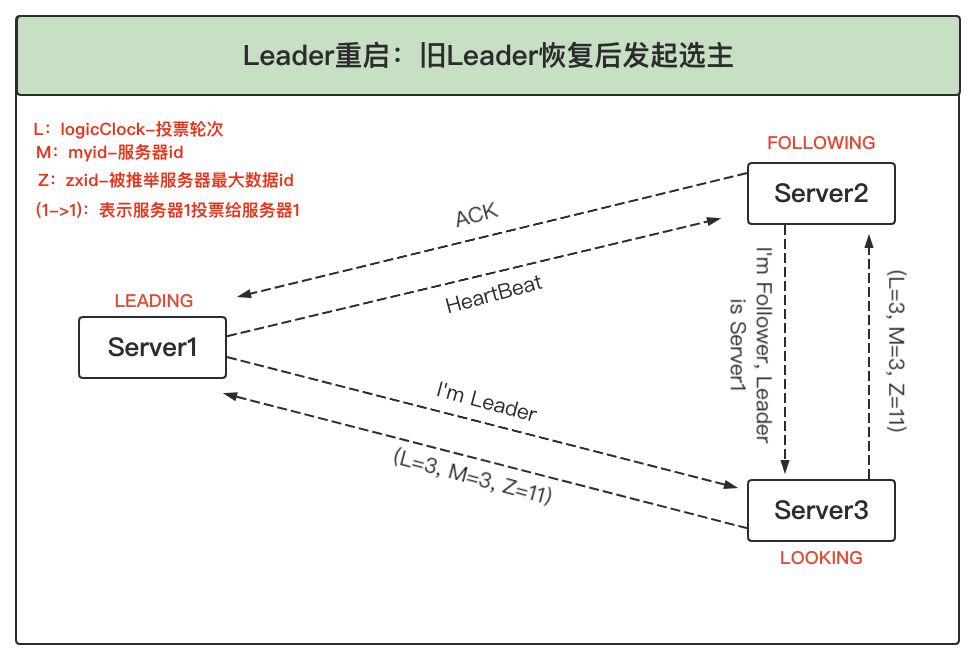 Leader重启：旧Leader恢复后发起选主
L：logicClock-投票轮次
M：myid-服务器id
Z：zxid-被推举服务器最大数据id
(1->1)：表示服务器1投票给服务器1
FOLLOWING
Server2
ACK
HeartBeat
LEADING
Server1
I'm Follower, Leader
is Server1
(L=3, M=3, Z=11)
I'm Leader
(L=3, M=3, Z=11)
Server3
LOOKING